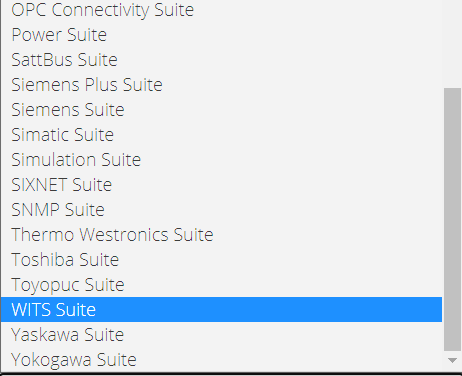 OPC Connectivity Suite
Power Suite
SattBus Suite
Siemens Plus Suite
Siemens Suite
Simatic Suite
Simulation Suite
SIXNET Suite
SNMP Suite
Thermo Westronics Suite
Toshiba Suite
Toyopuc Suite
WITS Suite
Yaskawa Suite
Yokogawa Suite